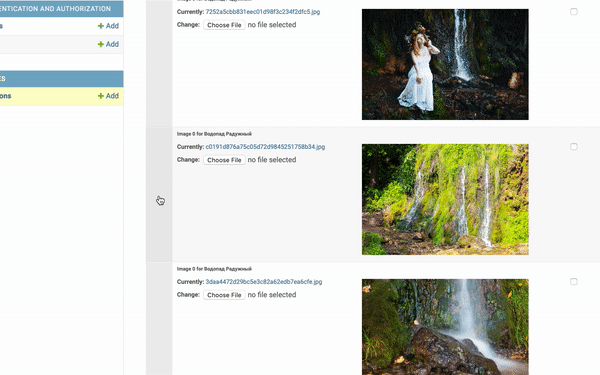 ENTICATION AND AUTHORIZATION
s
Add
Add
ES
ons
Add
Image 0 for Водопад Радужный
Currently: 7252a5cbb831eec01d98f3c234f2dfc5.jpg
Change: Choose File no file selected
Image 0 for Водопад Радужный
Currently: c0191d876a75c05d72d9845251758b34.jpg
Change: Choose File no file selected
Image 0 for Водопад Радужный
Currently: 3daa4472d29bc5e3c82a62edb7ea6cfe.jpg
Change: Choose File no file selected